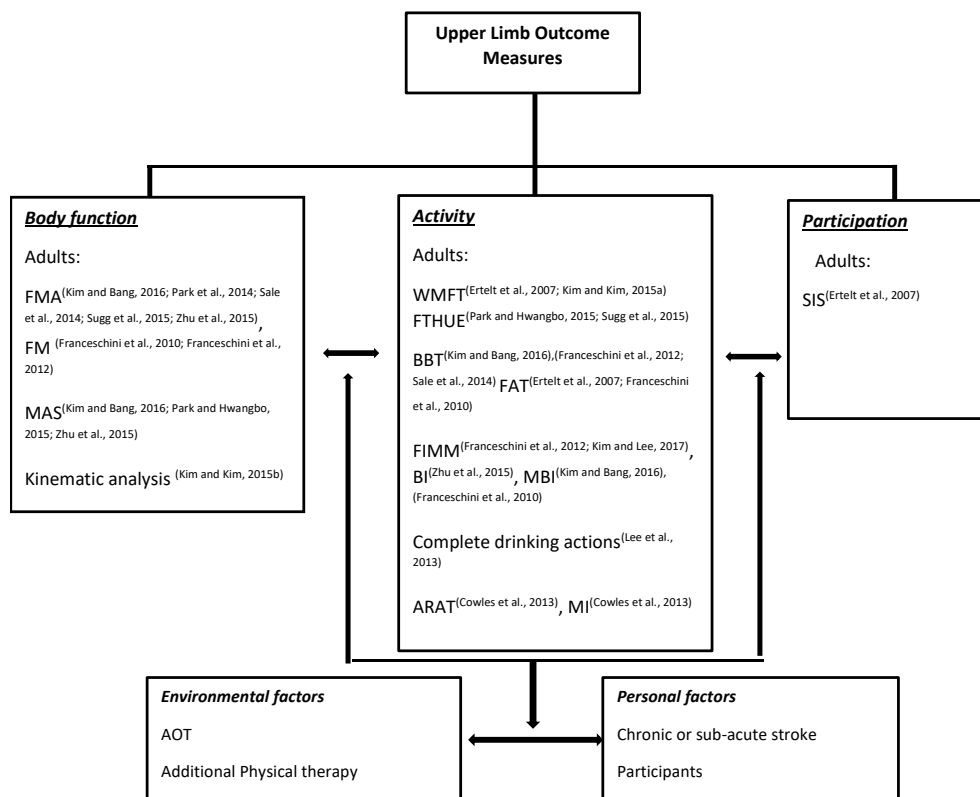 Upper Limb Outcome
Measures
Body function
Adults:
FMA(Kim and Bang, 2016; Park et al., 2014; Sale
et al., 2014; Sugg et al., 2015; Zhu et al., 2015),
FM (Franceschini et al., 2010; Franceschini et al.,
2012)
MAS(Kim and Bang, 2016; Park and Hwangbo,
2015; Zhu et al., 2015)
Kinematic analysis (Kim and Kim, 2015b)
Activity
Adults:
WMFT(Ertelt et al., 2007; Kim and Kim, 2015a)
FTHUE(Park and Hwangbo, 2015; Sugg et al., 2015)
BBT(Kim and Bang, 2016),(Franceschini et al., 2012;
Sale et al., 2014) FAT(Ertelt et al., 2007; Franceschini
et al., 2010)
FIMM(Franceschini et al., 2012; Kim and Lee, 2017),
BI(Zhu et al., 2015), MBI(Kim and Bang, 2016),
(Franceschini et al., 2010)
Complete drinking actions(Lee et al.,
2013)
ARAT(Cowles et al., 2013), MI(Cowles et al., 2013)
Participation
Adults:
SIS(Ertelt et al., 2007)
Environmental factors
AOT
Additional Physical therapy
Personal factors
Chronic or sub-acute stroke
Participants